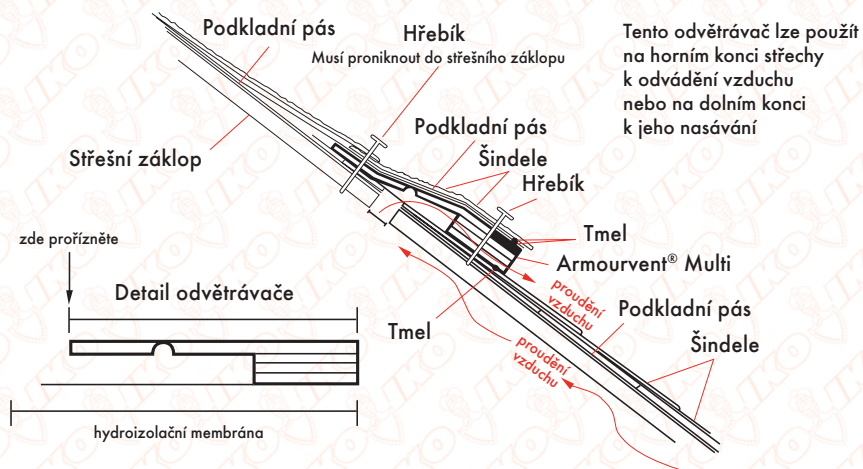 Podkladní pás
Hřebík
Musí proniknout do střešního záklopu
Tento odvětrávač lze použít
na horním konci střechy
k odvádění vzduchu
nebo na dolním konci
k jeho nasávání
Střešní záklop
Podkladní pás
Šindele
Hřebík
Tmel
Armourvent® Multi
zde prořízněte
Detail odvětrávače
Tmel
proudění
vzduchu
proudění
vzduchu
Podkladní pás
Šindele
hydroizolační membrána
IKO